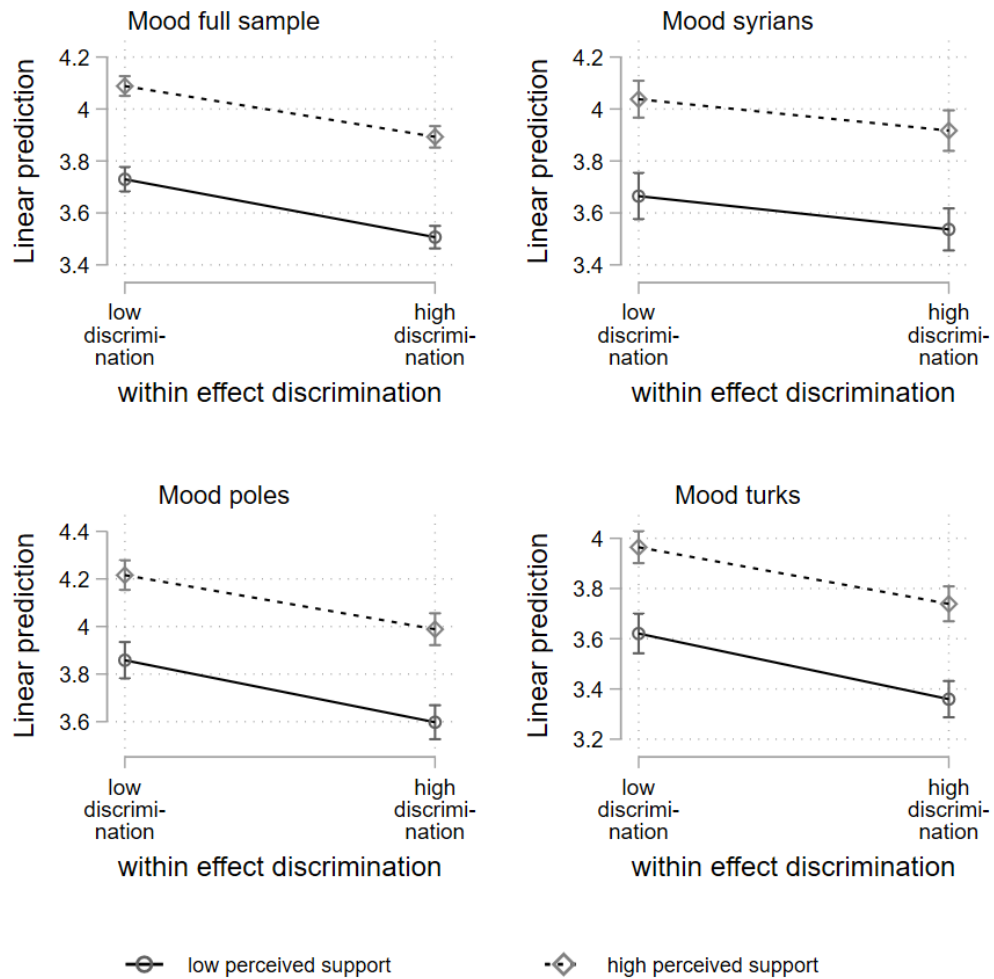 Mood full sample
Linear prediction
4.2
4
3.8
3.6
3.4
low
discrimi-
nation
high
discrimi-
nation
within effect discrimination
Mood syrians
Linear prediction
4.2
4
3.8
3.6
3.4
low
discrimi-
nation
high
discrimi-
nation
within effect discrimination
Mood poles
Linear prediction
4.4
4.2
4
3.8
3.6
low
discrimi-
nation
high
discrimi-
nation
within effect discrimination
Mood turks
Linear prediction
4
3.8
3.6
3.4
3.2
low
discrimi-
nation
high
discrimi-
nation
within effect discrimination
low perceived support
high perceived support